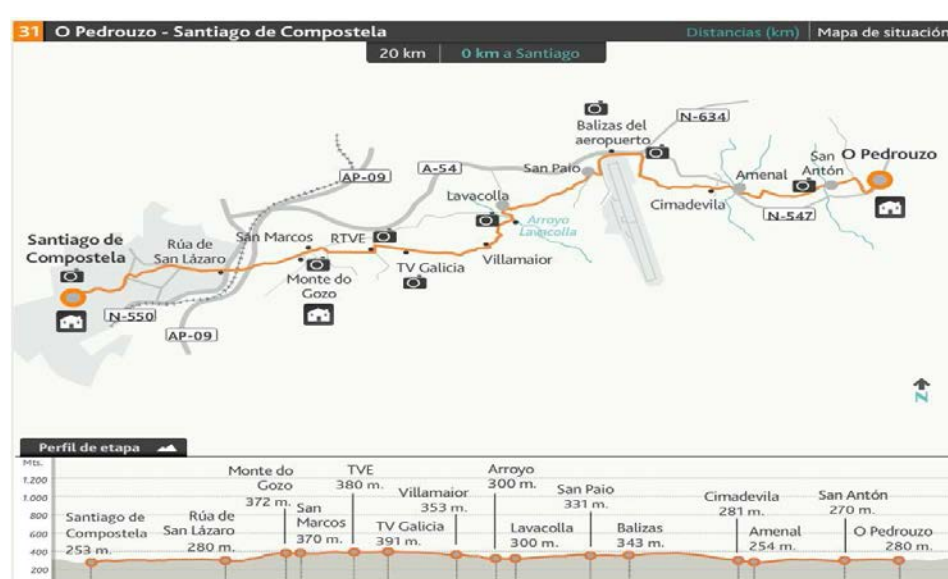 31 O Pedrouzo - Santiago de Compostela
Distancias (km) Mapa de situación
20 km 0 km a Santiago
N-634
Balizas del
aeropuerto
AP-09
A-54
San Paio
San
Antón
O Pedrouzo
Amenal
Lavacolla
Cimadevila
N-547
Arroyo
Lavacolla
Santiago de
Compostela
Rúa de
San Lázaro
San Marcos
RTVE
Villamaior
TV Galicia
Monte do
Gozo
N-550
AP-09
N
Perfil de etapa
Mts.
1.200
1.000
800
600
400
200
Santiago de
Compostela
253 m.
Rúa de
San Lázaro
280 m.
Monte do
Gozo
372 m.
San
Marcos
370 m.
TVE
380 m.
TV Galicia
391 m.
Villamaior
353 m.
Arroyo
300 m.
Lavacolla
300 m.
San Paio
331 m.
Balizas
343 m.
Cimadevila
281 m.
Amenal
254 m.
San Antón
270 m.
O Pedrouzo
280 m.